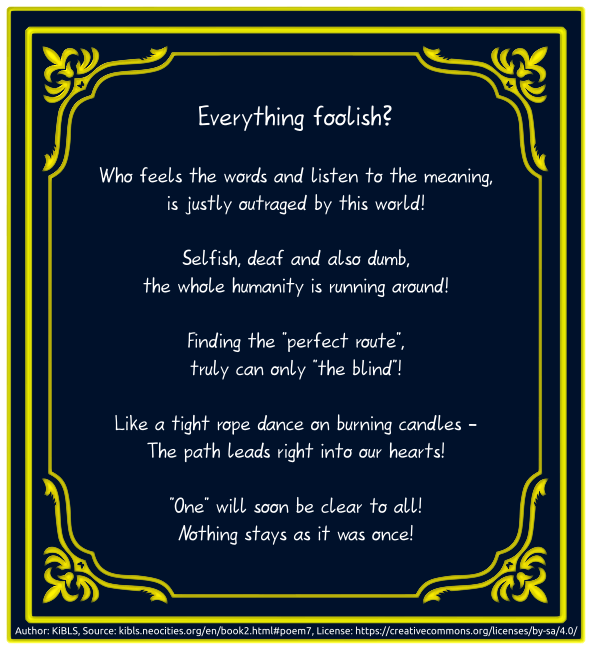 Everything foolish?
Who feels the words and listen to the meaning,
is justly outraged by this world!
Selfish, deaf and also dumb,
the whole humanity is running around!
Finding the "perfect route",
truly can only "the blind"!
Like a tight rope dance on burning candles –
The path leads right into our hearts!
"One" will soon be clear to all!
Nothing stays as it was once!
Author: KiBLS, Source: kibls.neocities.org/en/book2.html#poem7, License: https://creativecommons.org/licenses/by-sa/4.0/